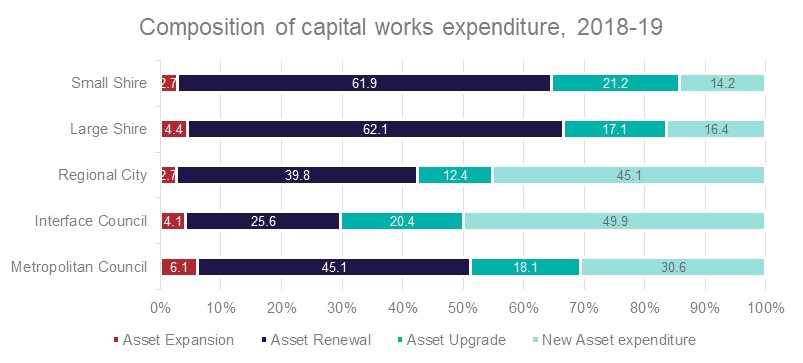 Composition of capital works expenditure, 2018-19
Small Shire 2.7 61.9 21.2 14.2
Large Shire 4.4 62.1 17.1 16.4
Regional City 2.7 39.8 12.4 45.1
Interface Council 4.1 25.6 20.4 49.9
Metropolitan Council 6.1 45.1 18.1 30.6
0% 10% 20% 30% 40% 50% 60% 70% 80% 90% 100%
Asset Expansion Asset Renewal Asset Upgrade New Asset expenditure